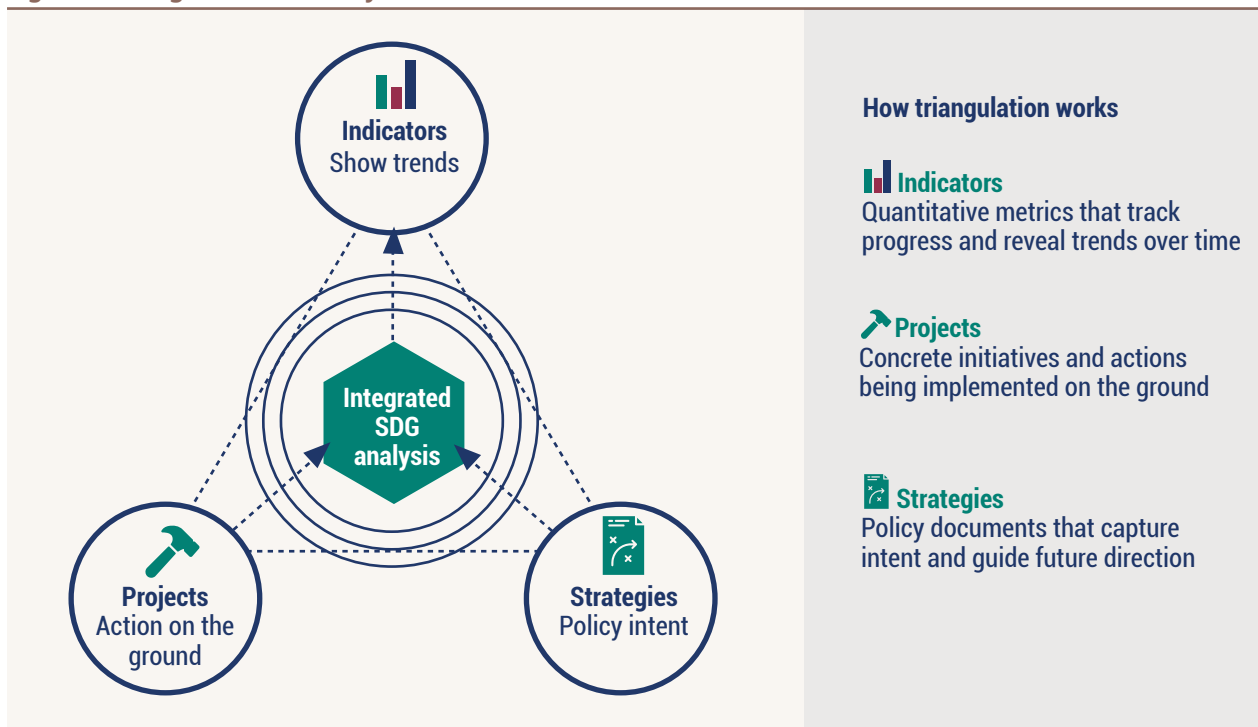 Indicators
Show trends
Integrated
SDG
analysis
Projects
Action on the
ground
Strategies
Policy intent
How triangulation works
Indicators
Quantitative metrics that track
progress and reveal trends over time
Projects
Concrete initiatives and actions
being implemented on the ground
Strategies
Policy documents that capture
intent and guide future direction